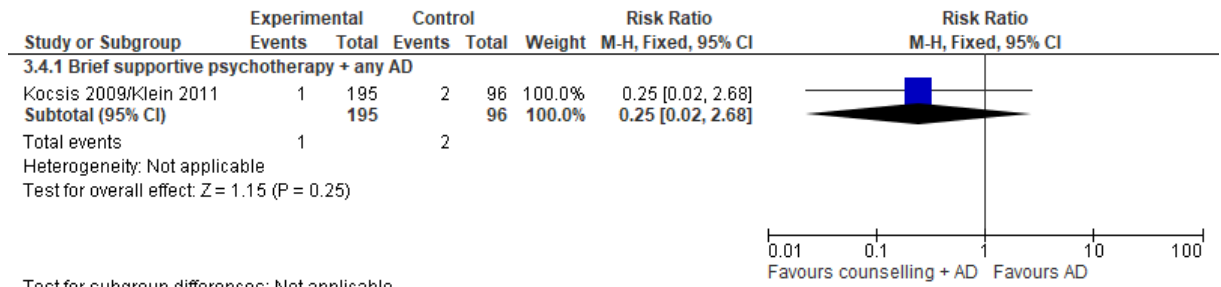 Experimental Control Risk Ratio Risk Ratio
Study or Subgroup Events Total Events Total Weight M-H, Fixed, 95% CI M-H, Fixed, 95% CI
3.4.1 Brief supportive psychotherapy + any AD
Kocsis 2009/Klein 2011 1 195 2 96 100.0% 0.25 [0.02, 2.68]
Subtotal (95% CI) 195 96 100.0% 0.25 [0.02, 2.68]
Total events 1 2
Heterogeneity: Not applicable
Test for overall effect: Z = 1.15 (P = 0.25)
0.01 0.1 1 10 100
Favours counselling + AD Favours AD
Test for subgroup differences: Not applicable